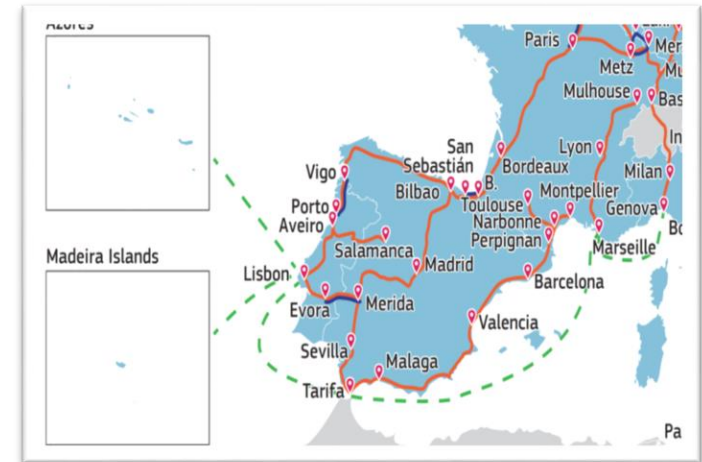 Azores
Paris
Metz
Mulhouse
San
Sebastián
B.
Bordeaux
Lyon
Vigo
Bilbao
Toulouse
Montpellier
Milan
Porto
Narbonne
Genova
Aveiro
Perpignan
Salamanca
Marseille
Madeira Islands
Lisbon
Madrid
Barcelona
Evora
Merida
Valencia
Sevilla
Malaga
Tarifa